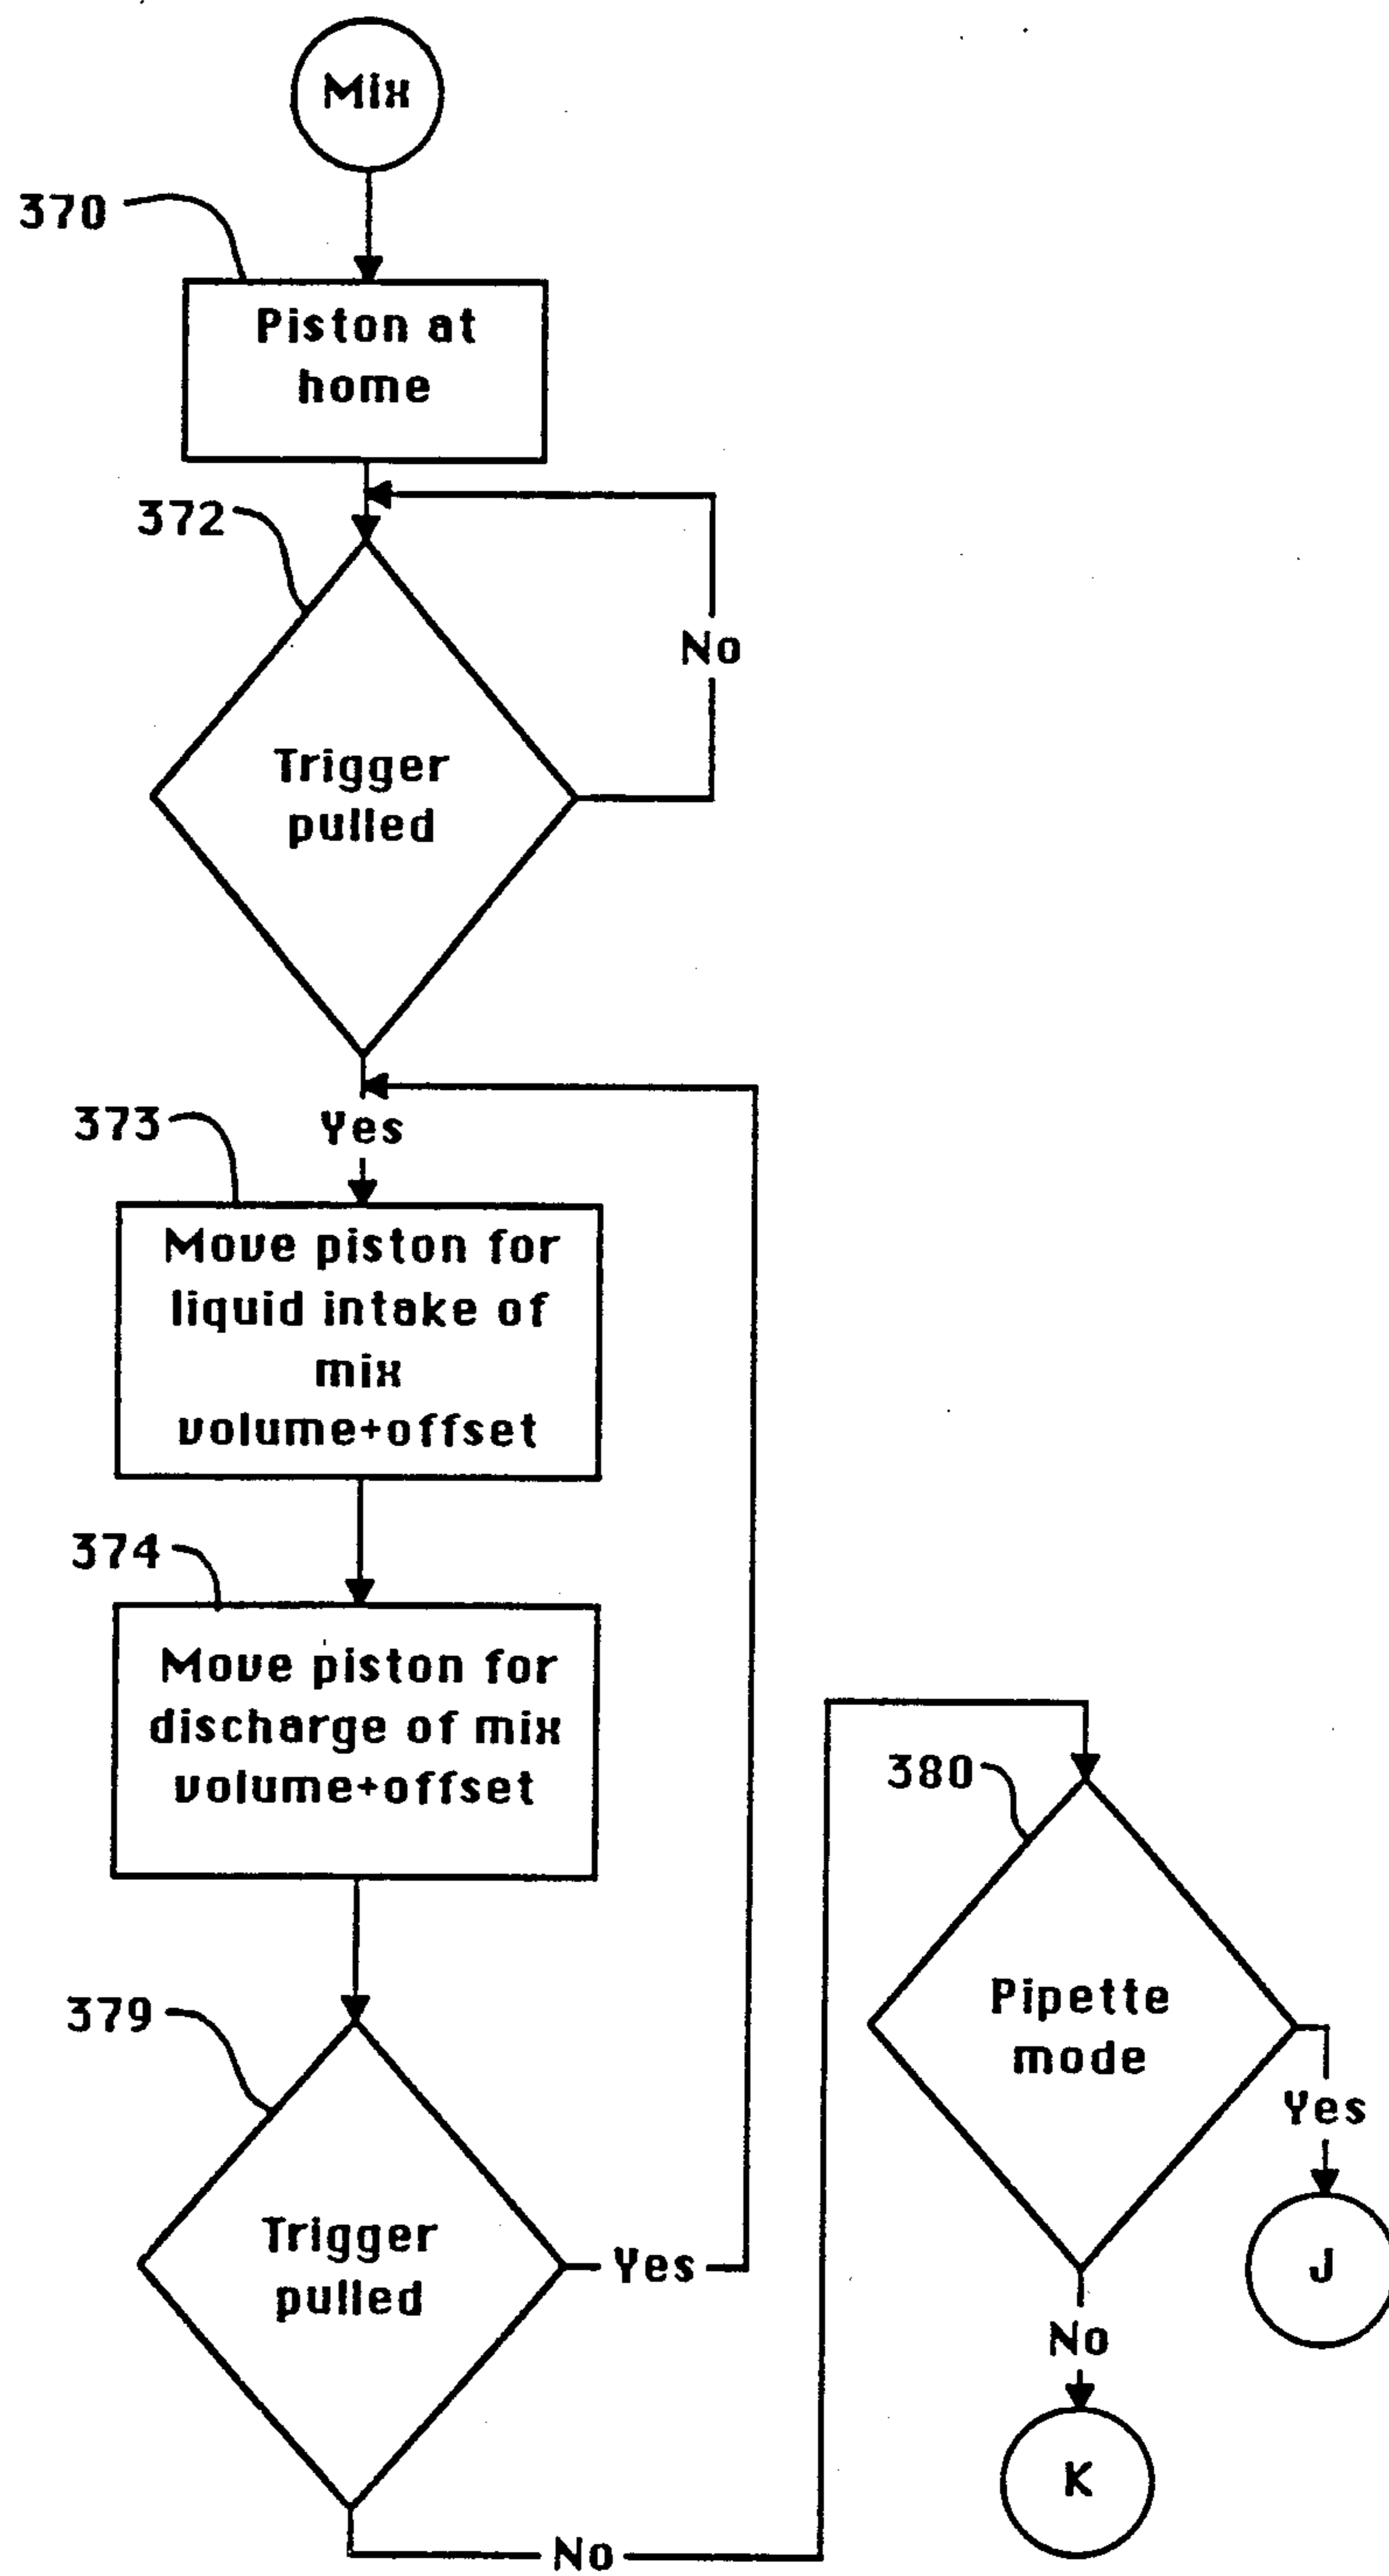 Mix
370
Piston at
home
372
No
Trigger
pulled
373
Yes
Move piston for
liquid intake of
mix
volume+offset
374
Move piston for
discharge of mix
volume+offset
379
Trigger
pulled
Yes
No
380
Pipette
mode
Yes
J
No
K